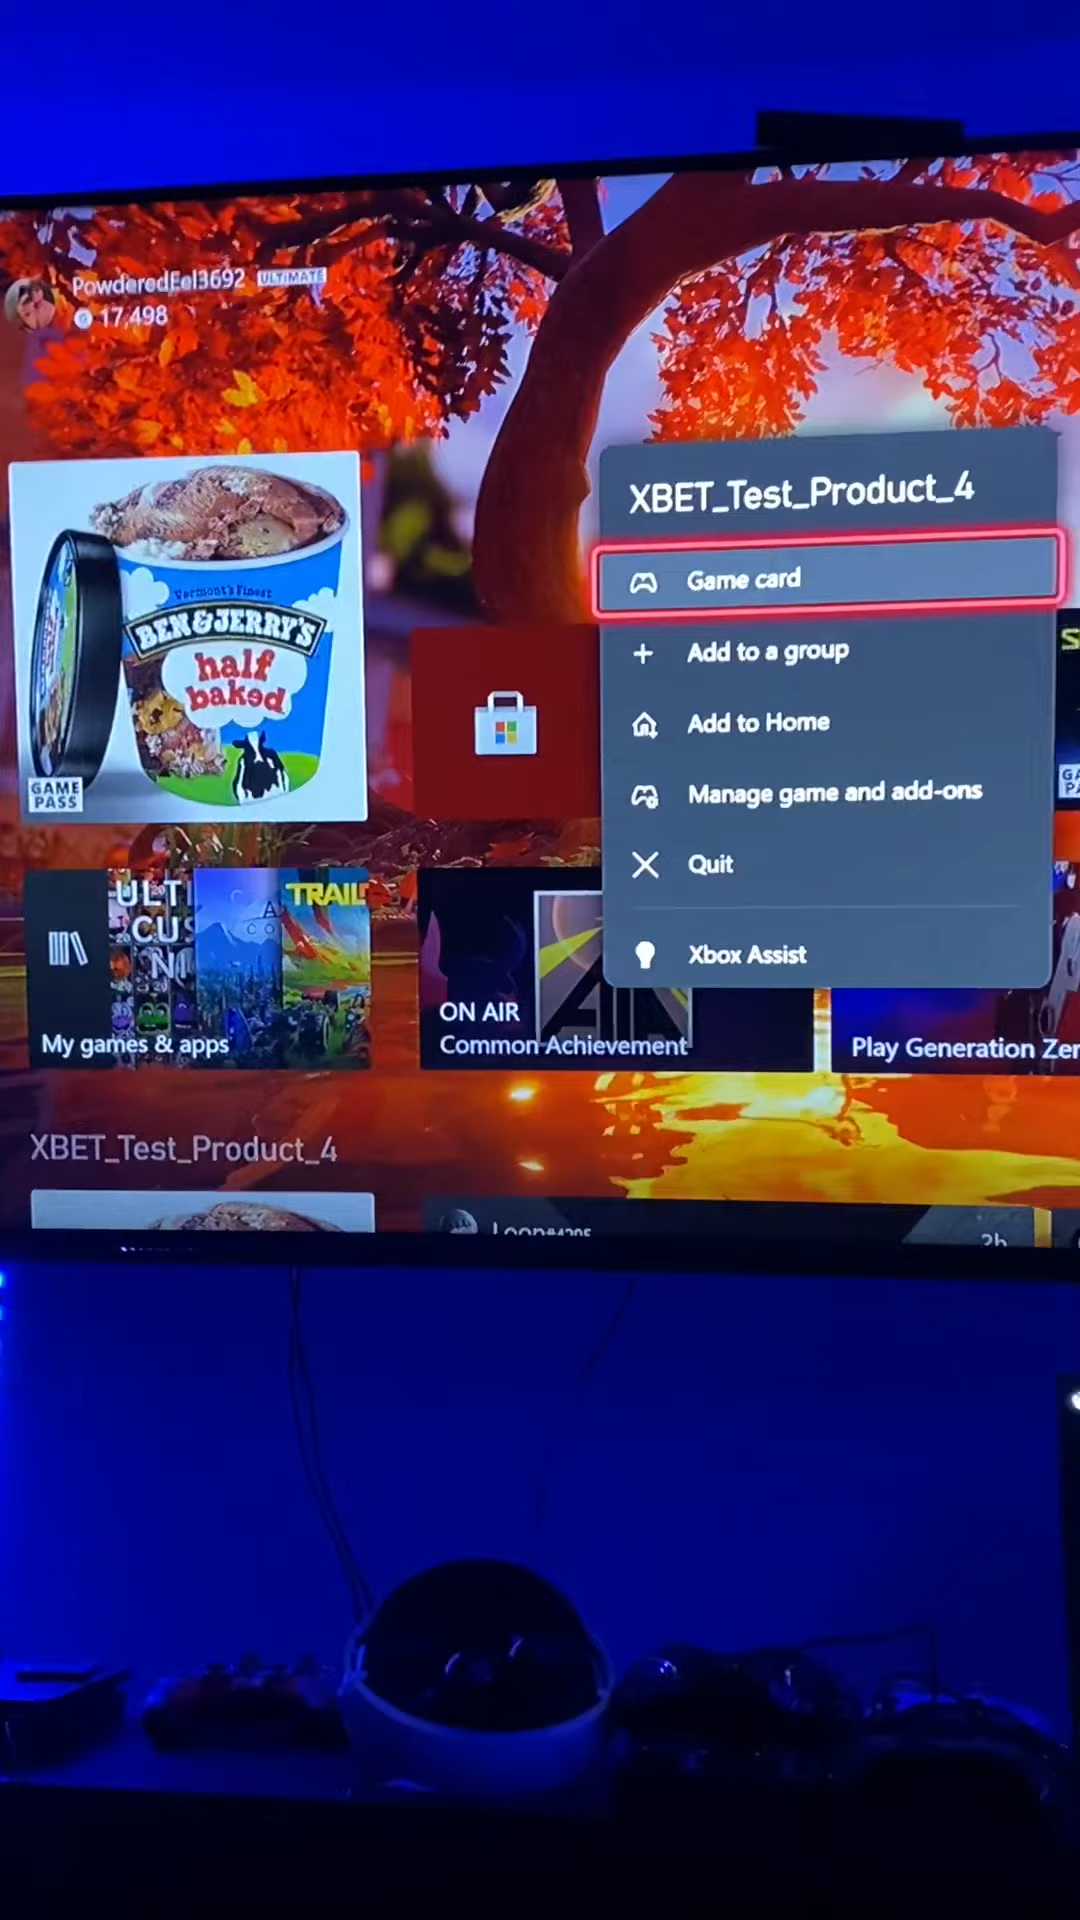 PowderedEel3692 ULTIMATE
G 17,498
XBET_Test_Product_4
Game card
Add to a group
Add to Home
Manage game and add-ons
Quit
Xbox Assist
Vermont's Finest
BEN & JERRY'S
half
baked
GAME
PASS
ULTI
CUS
N
TRAIL
My games & apps
ON AIR
Common Achievement
Play Generation Zer
XBET_Test_Product_4